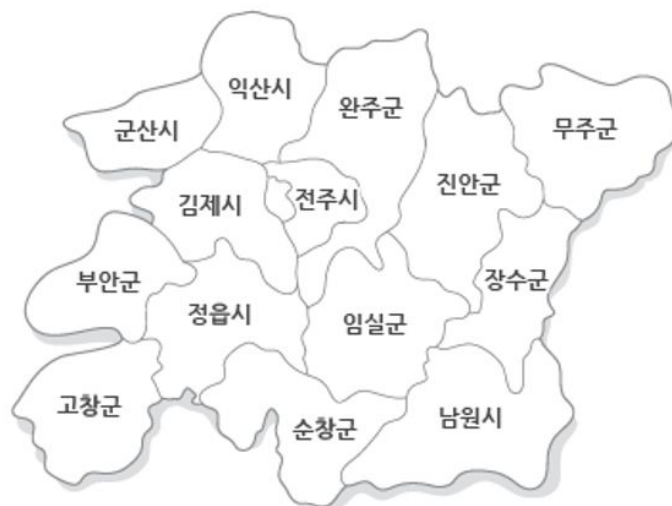 익산시
완주군
군산시
무주군
진안군
김제시
전주시
부안군
장수군
정읍시
임실군
고창군
순창군
남원시